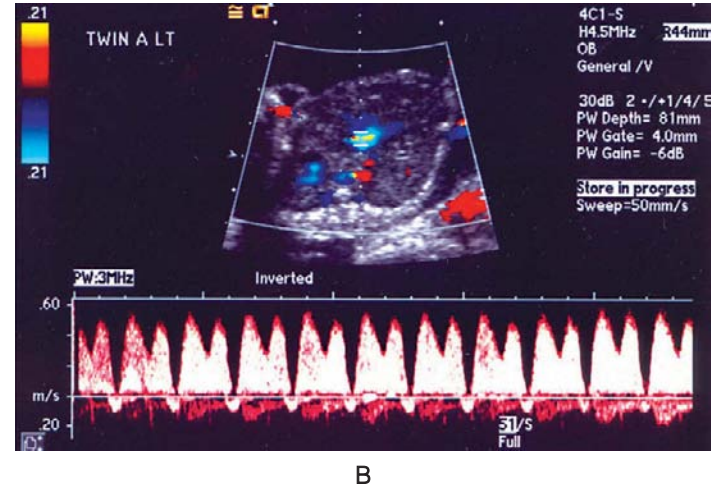 .21
.21
TWIN A LT
4C1-S
H4.5MHz R44mm
OB
General /V
30dB 2 •/+1/4/ 5
PW Depth= 81mm
PW Gate= 4.0mm
PW Gain= -6dB
Store in progress
Sweep=50mm/s
PW:3MHz
Inverted
.60
m/s
.20
51/S
Full
B